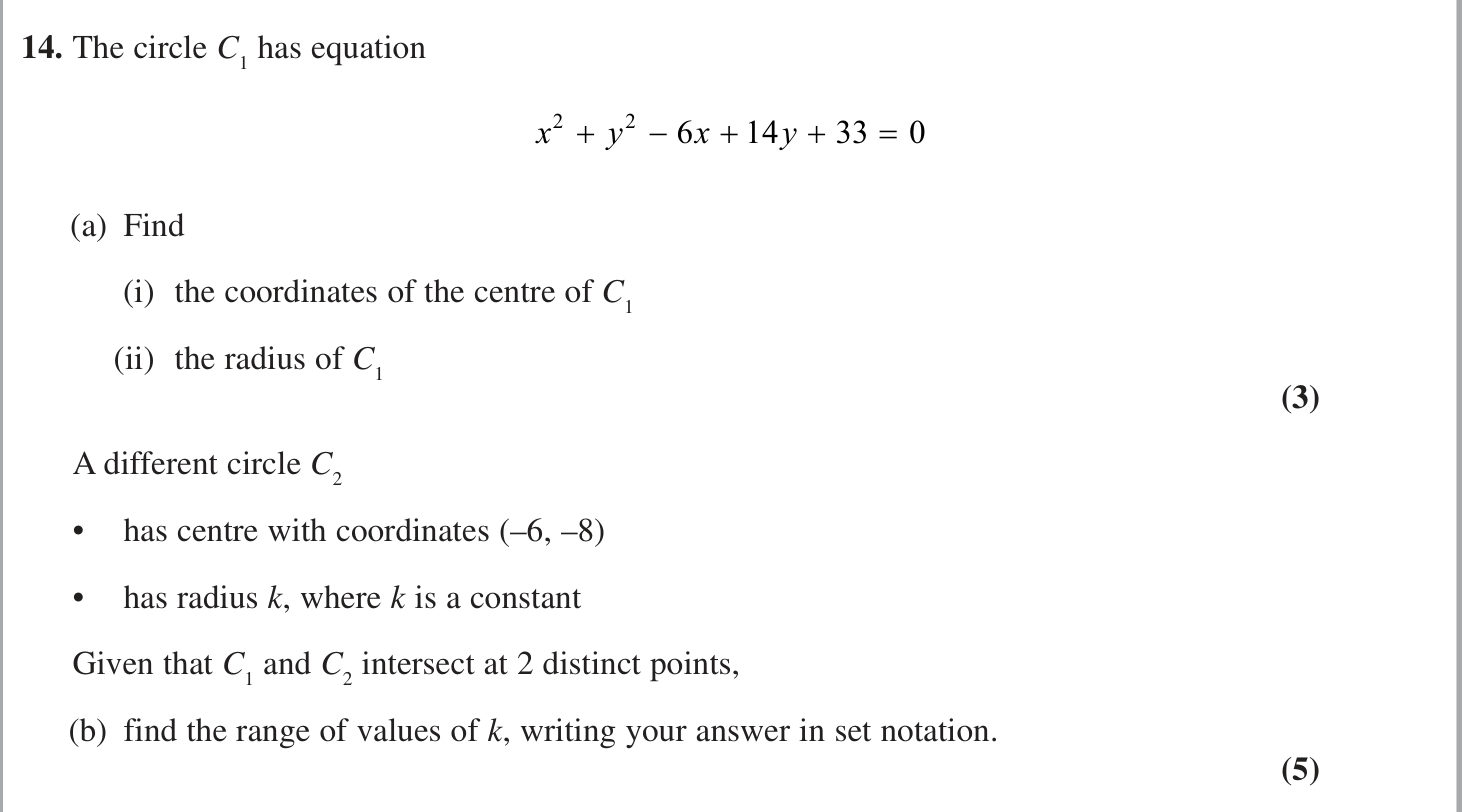 14. The circle C₁ has equation
x² + y² − 6x + 14y + 33 = 0
(a) Find
(i) the coordinates of the centre of C₁
(ii) the radius of C₁
(3)
A different circle C₂
• has centre with coordinates (–6, –8)
• has radius k, where k is a constant
Given that C₁ and C₂ intersect at 2 distinct points,
(b) find the range of values of k, writing your answer in set notation.
(5)